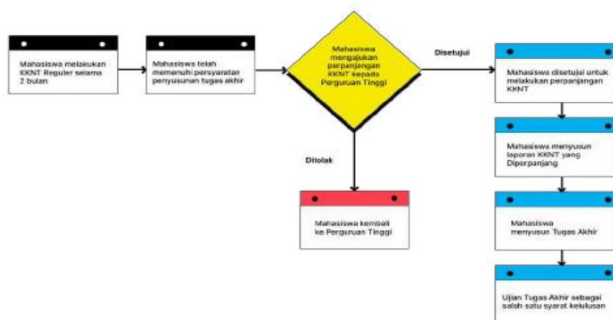 Mahasiswa melakukan
KKNT Reguler selama
2 bulan
Mahasiswa telah
memenuhi persyaratan
penyusunan tugas akhir
Mahasiswa
mengajukan
perpanjangan
KKNT kepada
Perguruan Tinggi
Disetujui
Mahasiswa disetujui untuk
melakukan perpanjangan
KKNT
Mahasiswa menyusun
laporan KKNT yang
Diperpanjang
Ditolak
Mahasiswa kembali
ke Perguruan Tinggi
Mahasiswa
menyusun Tugas Akhir
Ujian Tugas Akhir sebagai
salah satu syarat kelulusan